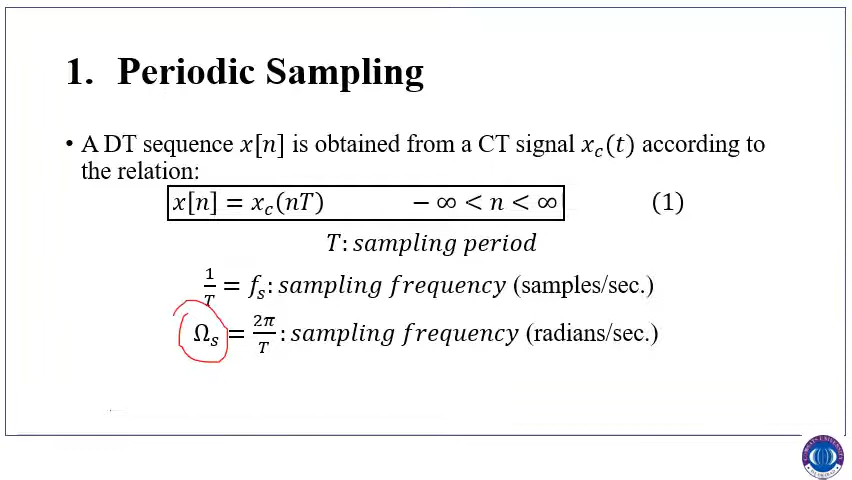 1. Periodic Sampling
• A DT sequence x[n] is obtained from a CT signal x_c(t) according to
the relation:
x[n] = x_c(nT) − ∞ < n < ∞ (1)
T: sampling period
1/T = f_s: sampling frequency (samples/sec.)
Ω_s = 2π/T : sampling frequency (radians/sec.)